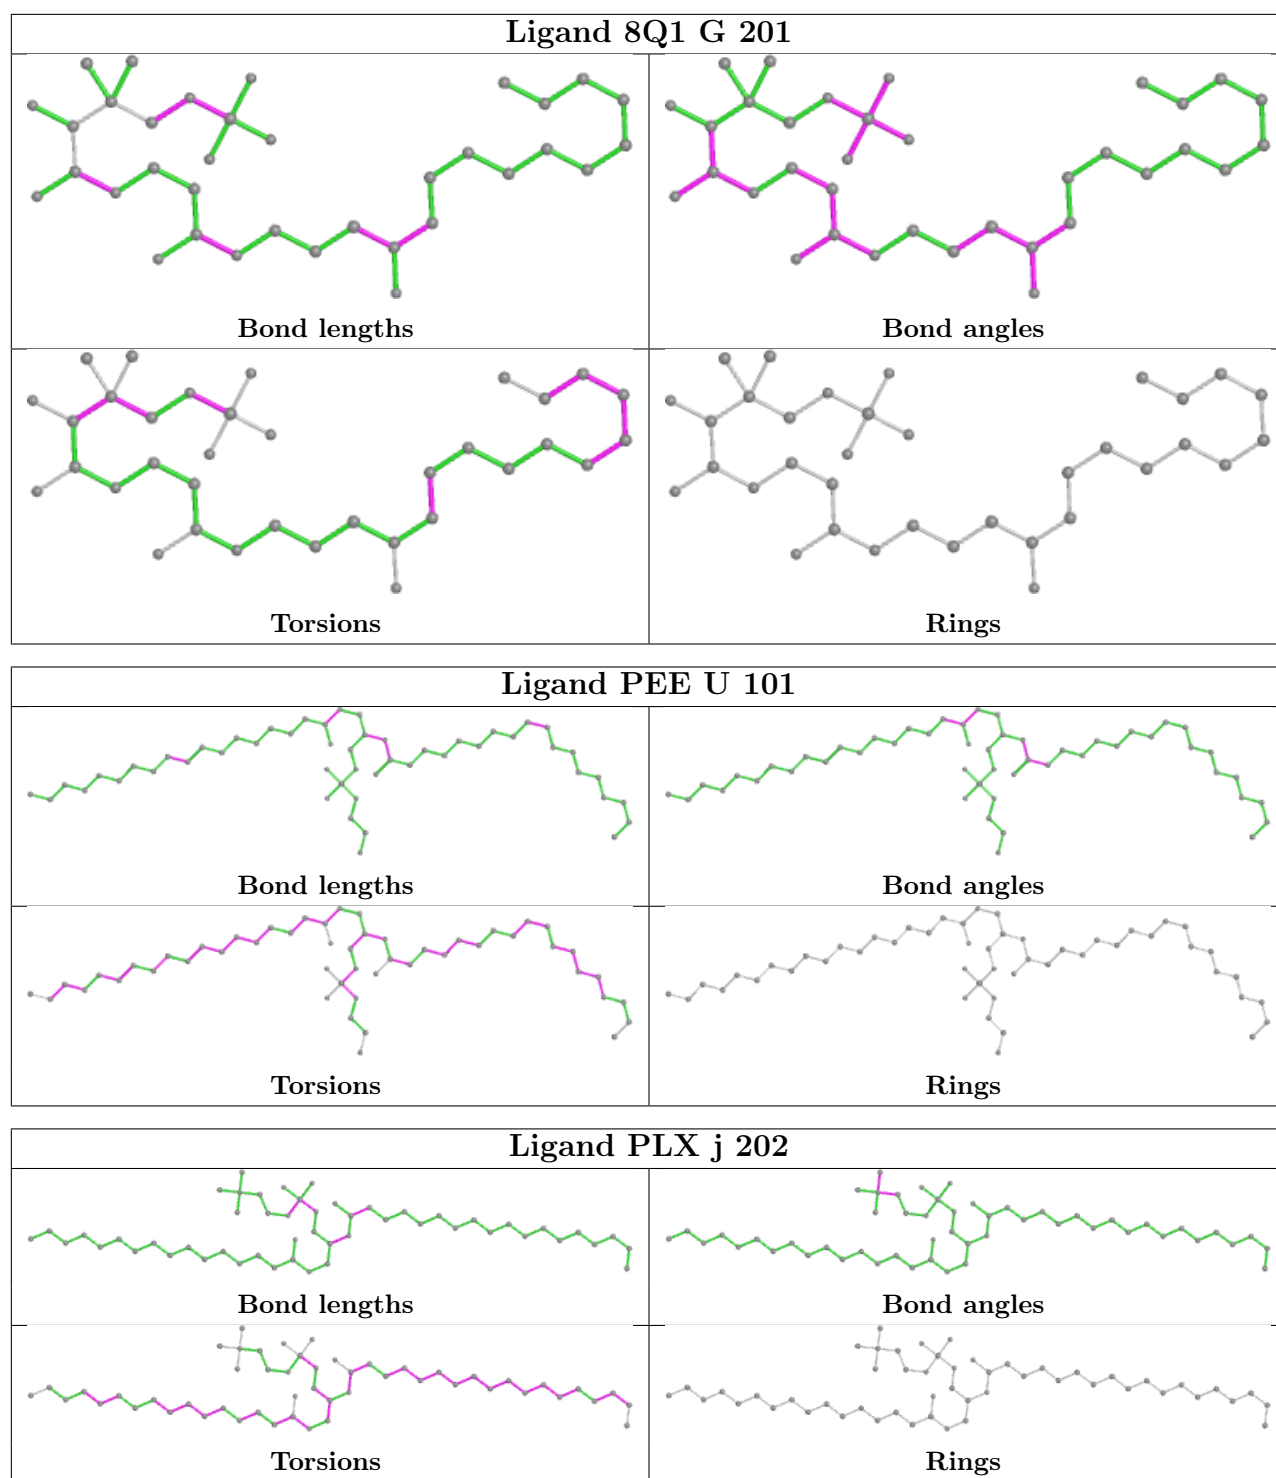 Ligand 8Q1 G 201
Bond lengths
Bond angles
Torsions
Rings
Ligand PEE U 101
Bond lengths
Bond angles
Torsions
Rings
Ligand PLX j 202
Bond lengths
Bond angles
Torsions
Rings